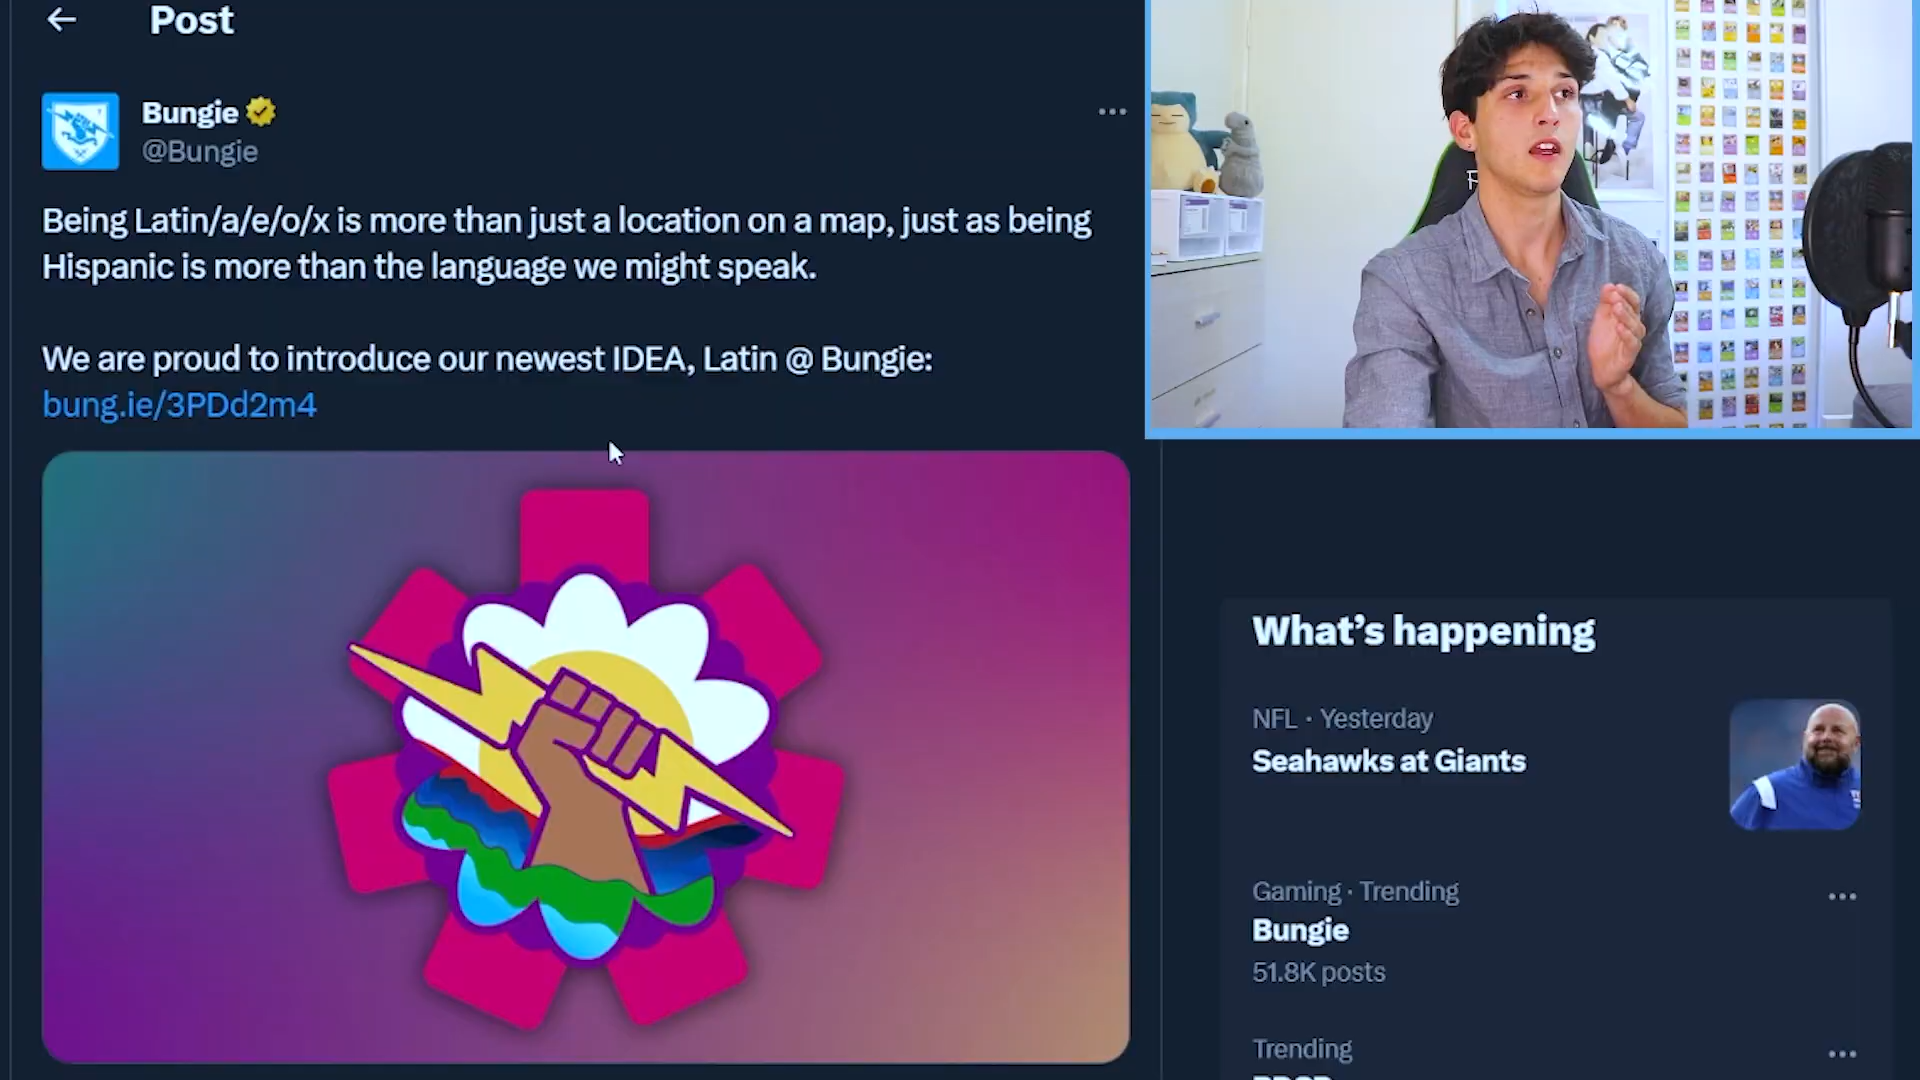 Post
Bungie
@Bungie
Being Latin/a/e/o/x is more than just a location on a map, just as being
Hispanic is more than the language we might speak.
We are proud to introduce our newest IDEA, Latin @ Bungie:
bung.ie/3PDd2m4
What's happening
NFL · Yesterday
Seahawks at Giants
Gaming · Trending
Bungie
51.8K posts
Trending